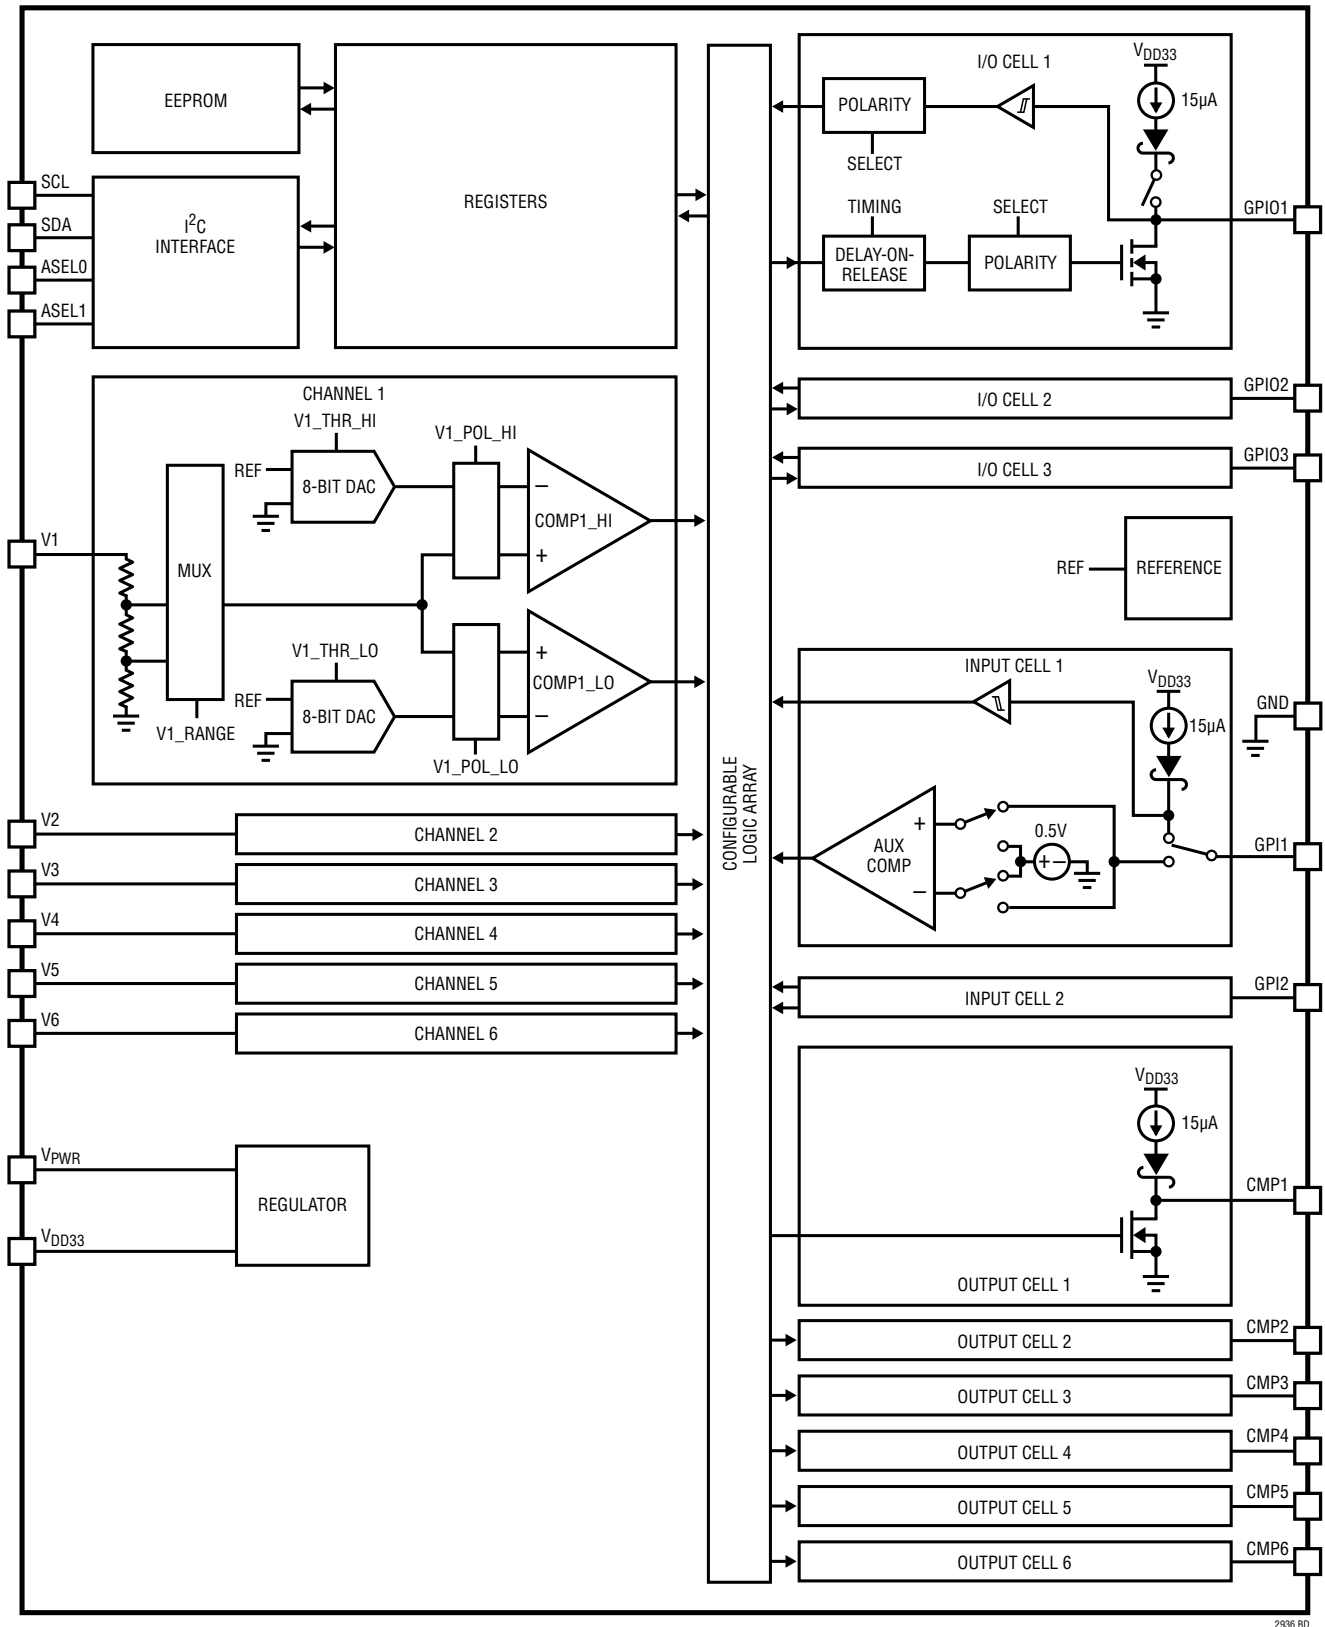 EEPROM
REGISTERS
SCL
SDA
ASEL0
ASEL1
I2C
INTERFACE
I/O CELL 1
VDD33
15µA
POLARITY
SELECT
TIMING
SELECT
DELAY-ON-
RELEASE
POLARITY
GPIO1
I/O CELL 2
GPIO2
I/O CELL 3
GPIO3
CHANNEL 1
V1_THR_HI
REF
8-BIT DAC
V1_POL_HI
–
COMP1_HI
+
V1
MUX
V1_RANGE
V1_THR_LO
REF
8-BIT DAC
V1_POL_LO
+
COMP1_LO
–
CONFIGURABLE
LOGIC ARRAY
REF
REFERENCE
INPUT CELL 1
VDD33
15µA
GND
+
AUX
COMP
–
0.5V
+ –
GPI1
V2
CHANNEL 2
V3
CHANNEL 3
V4
CHANNEL 4
V5
CHANNEL 5
V6
CHANNEL 6
INPUT CELL 2
GPI2
VPWR
VDD33
REGULATOR
VDD33
15µA
CMP1
OUTPUT CELL 1
OUTPUT CELL 2
CMP2
OUTPUT CELL 3
CMP3
OUTPUT CELL 4
CMP4
OUTPUT CELL 5
CMP5
OUTPUT CELL 6
CMP6
2936 BD